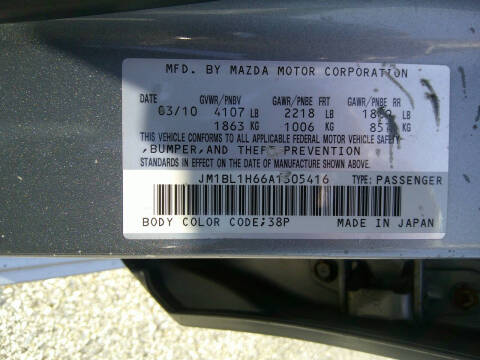 MFD. BY MAZDA MOTOR CORPORATION
DATE GVWR/PNBV GAWR/PNBE FRT GAWR/PNBE RR
03/10 4107 LB 2218 LB LB
1863 KG 1006 KG KG
THIS VEHICLE CONFORMS TO ALL APPLICABLE FEDERAL MOTOR VEHICLE SAFETY
,BUMPER,AND THEFT PREVENTION
STANDARDS IN EFFECT ON THE DATE OF MANUFACTURE SHOWN ABOVE.
JM1BL1H66A1305416 TYPE:PASSENGER
BODY COLOR CODE;38P MADE IN JAPAN